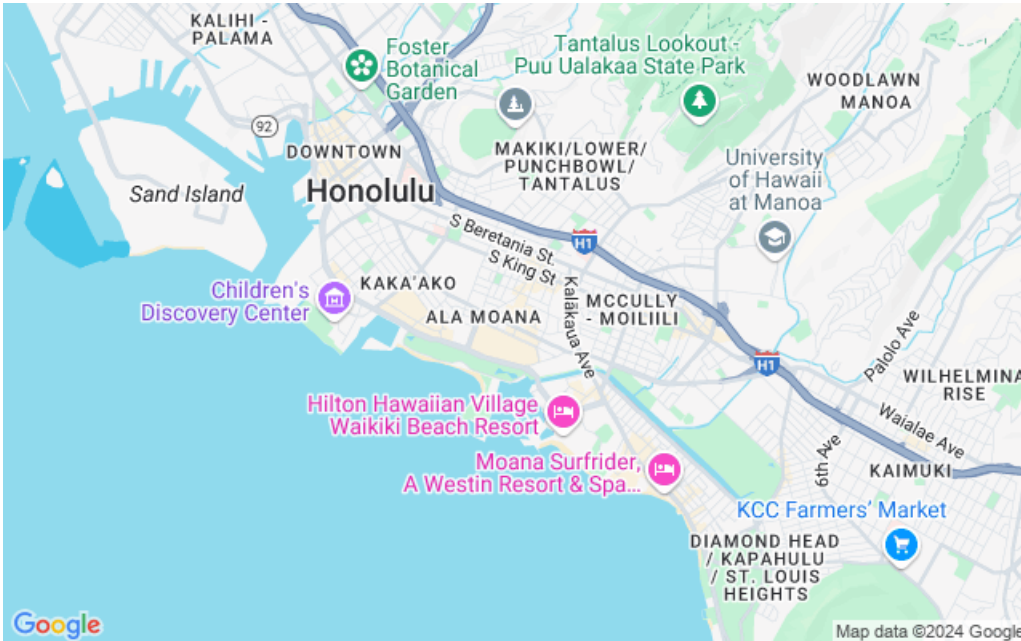 KALIHI -
PALAMA
Foster
Botanical
Garden
Tantalus Lookout -
Puu Ualakaa State Park
WOODLAWN
MANOA
92
DOWNTOWN
MAKIKI/LOWER/
PUNCHBOWL/
TANTALUS
University
of Hawaii
at Manoa
Sand Island
Honolulu
S Beretania St.
H1
S King St
KAKA'AKO
Children's
Discovery Center
Kalākaua Ave
MCCULLY
- MOILIILI
ALA MOANA
Palolo Ave
H1
WILHELMINA
RISE
Hilton Hawaiian Village
Waikiki Beach Resort
Waialae Ave
6th Ave
Moana Surfrider,
A Westin Resort & Spa...
KAIMUKI
KCC Farmers’ Market
DIAMOND HEAD
/ KAPAHULU
/ ST. LOUIS
HEIGHTS
Google
Map data ©2024 Google